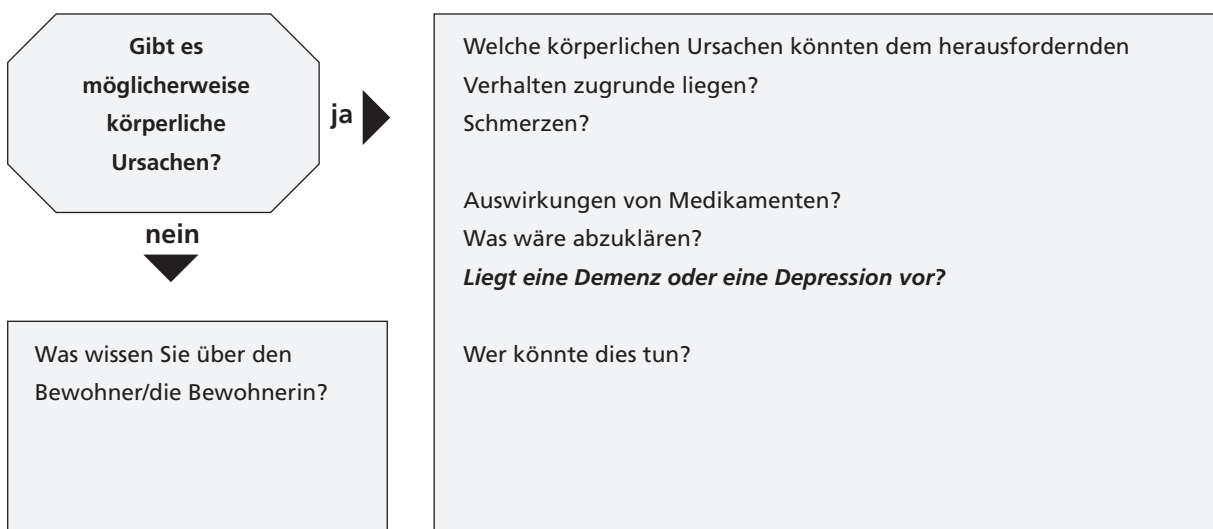 Gibt es
möglicherweise
körperliche
Ursachen?
ja
nein
Welche körperlichen Ursachen könnten dem herausfordernden
Verhalten zugrunde liegen?
Schmerzen?
Auswirkungen von Medikamenten?
Was wäre abzuklären?
Liegt eine Demenz oder eine Depression vor?
Wer könnte dies tun?
Was wissen Sie über den
Bewohner/die Bewohnerin?